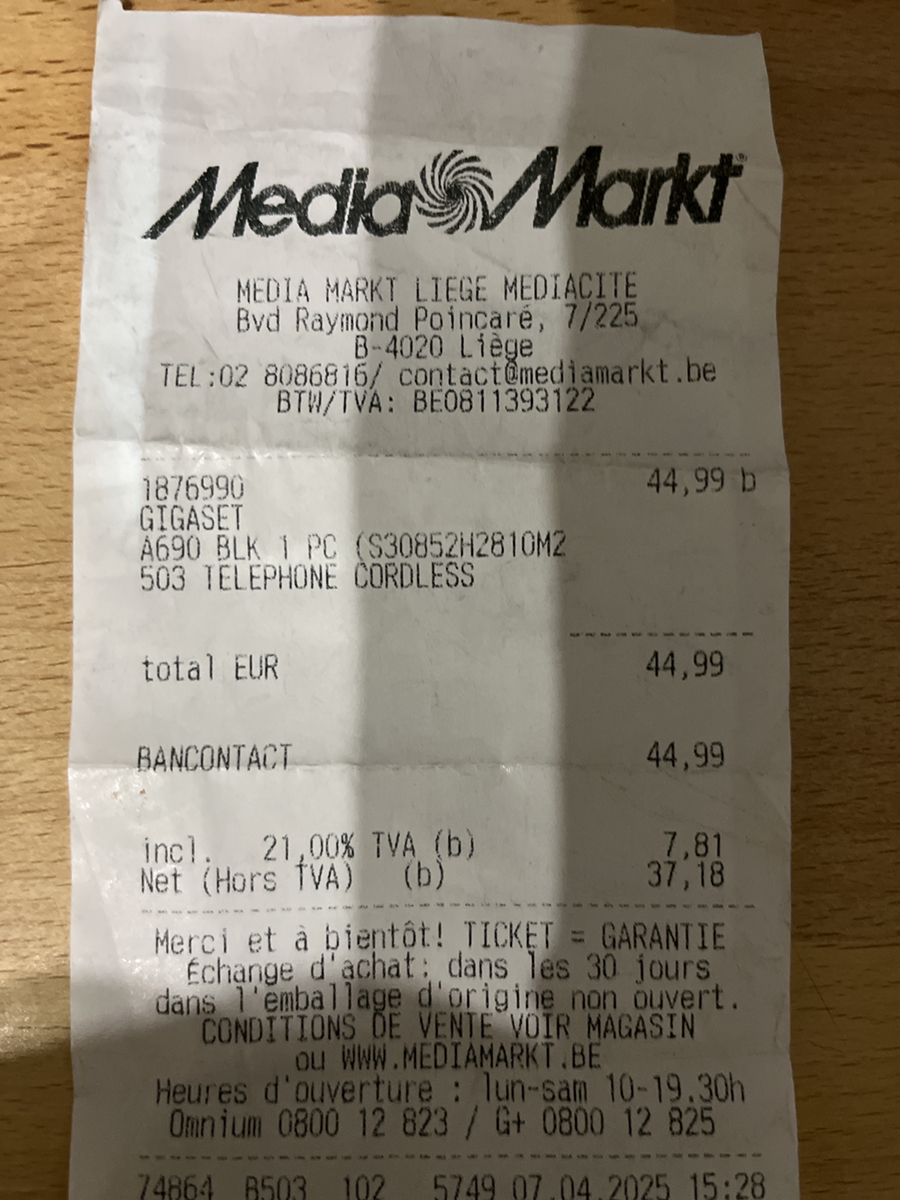 Media Markt®
MEDIA MARKT LIEGE MEDIACITE
Bvd Raymond Poincaré, 7/225
B-4020 Liège
TEL:02 8086816/ contact@mediamarkt.be
BTW/TVA: BE0811393122
1876990 44,99 b
GIGASET
A690 BLK 1 PC (S30852H2810M2
503 TELEPHONE CORDLESS
total EUR 44,99
BANCONTACT 44,99
incl. 21,00% TVA (b) 7,81
Net (Hors TVA) (b) 37,18
Merci et à bientôt! TICKET = GARANTIE
Échange d'achat: dans les 30 jours
dans l'emballage d'origine non ouvert.
CONDITIONS DE VENTE VOIR MAGASIN
ou WWW.MEDIAMARKT.BE
Heures d'ouverture : lun-sam 10-19.30h
Omnium 0800 12 823 / G+ 0800 12 825
74864 B503 102 5749 07.04.2025 15:28